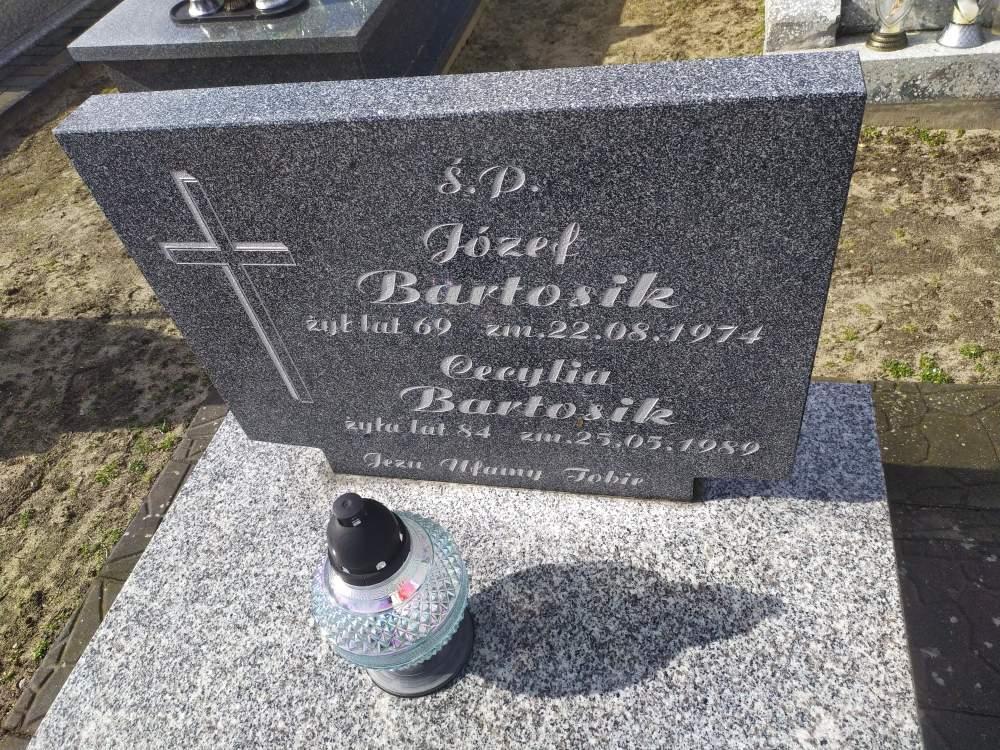 Ś.P.
Józef
Bartosik
żył lat 69 zm.22.08.1974
Cecylia
Bartosik
żyła lat 84 zm.25.05.1989
Jezu Ufamy Tobie